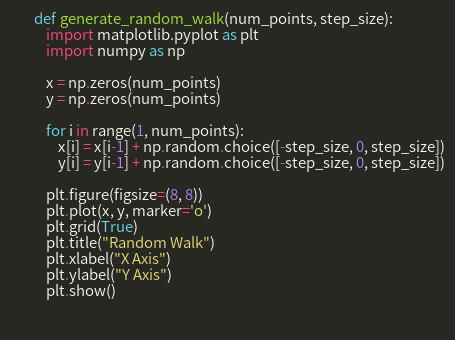 def generate_random_walk(num_points, step_size):
    import matplotlib.pyplot as plt
    import numpy as np

    x = np.zeros(num_points)
    y = np.zeros(num_points)

    for i in range(1, num_points):
        x[i] = x[i-1] + np.random.choice([-step_size, 0, step_size])
        y[i] = y[i-1] + np.random.choice([-step_size, 0, step_size])

    plt.figure(figsize=(8, 8))
    plt.plot(x, y, marker='o')
    plt.grid(True)
    plt.title("Random Walk")
    plt.xlabel("X Axis")
    plt.ylabel("Y Axis")
    plt.show()